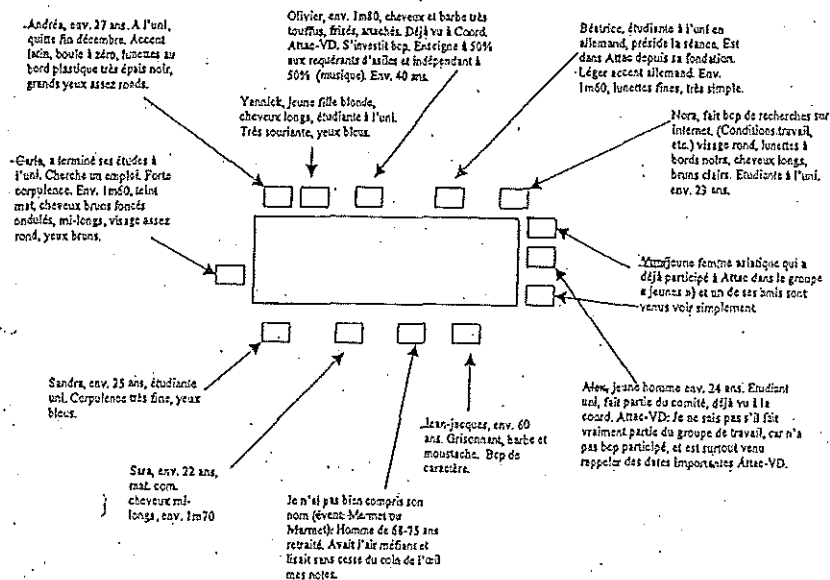 Andréa, env. 27 ans. A l'uni,
quitte fin décembre. Accent
latin, boule à zéro, lunettes au
bord plastique très épais noir,
grands yeux assez ronds.
Olivier, env. 1m80, cheveux et barbe très
touffus, frisés, attachés. Déjà vu à Coord.
Attac-VD. S'investit bcp. Enseigne à 50%
aux requérants d'asiles et indépendant à
50% (musique). Env. 40 ans.
Béatrice, étudiante à l'uni en
allemand, préside la séance. Est
dans Attac depuis sa fondation.
Léger accent allemand. Env.
1m60, lunettes fines, très simple.
Yannick, jeune fille blonde,
cheveux longs, étudiante à l'uni.
Très souriante, yeux bleus.
Nora, fait bcp de recherches sur
internet, (Conditions travail,
etc.) visage rond, lunettes à
bords noirs, cheveux longs,
bruns clairs. Etudiante à l'uni.
env. 23 ans.
a terminé ses études à
l'uni. Cherche un emploi. Forte
corpulence. Env. 1m60, teint
mat, cheveux bruns foncés
ondulés, mi-longs, visage assez
rond, yeux bruns.
jeune femme asiatique qui a
déjà participé à Attac dans le groupe
« jeunes ») et un de ses amis sont
venus voir simplement
Sandra, env. 25 ans, étudiante
uni. Corpulence très fine, yeux
bleus.
Alex, jeune homme env. 24 ans. Etudiant
uni, fait partie du comité, déjà vu à la
coord. Attac-VD: Je ne sais pas s'il fait
vraiment partie du groupe de travail, car n'a
pas bcp participé, et est surtout venu
rappeler des dates importantes Attac-VD.
Jean-jacques, env. 60
ans. Grisonnant, barbe et
moustache. Bcp de
caractère.
Sara, env. 22 ans,
mat. com.
cheveux mi-
longs, env. 1m70
Je n'ai pas bien compris son
nom (évent. Mermet ou
Marmet): Homme de 68-75 ans
retraité. Avait l'air méfiant et
lisait sans cesse du coin de l'œil
mes notes.